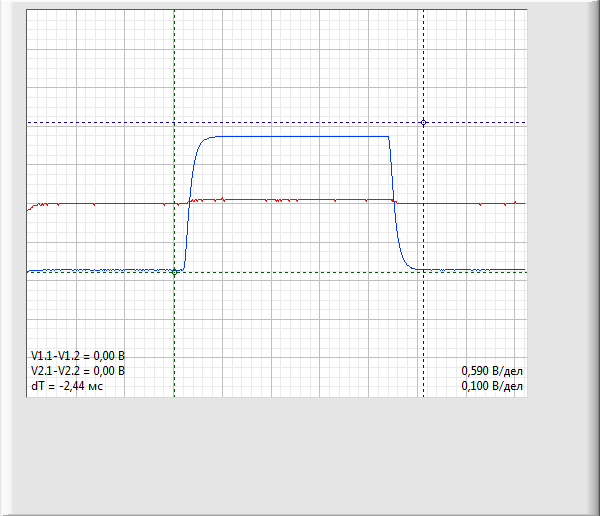 V1.1-V1.2 = 0,00 В
V2.1-V2.2 = 0,00 В
0,590 В/дел
dT = -2,44 мс
0,100 В/дел